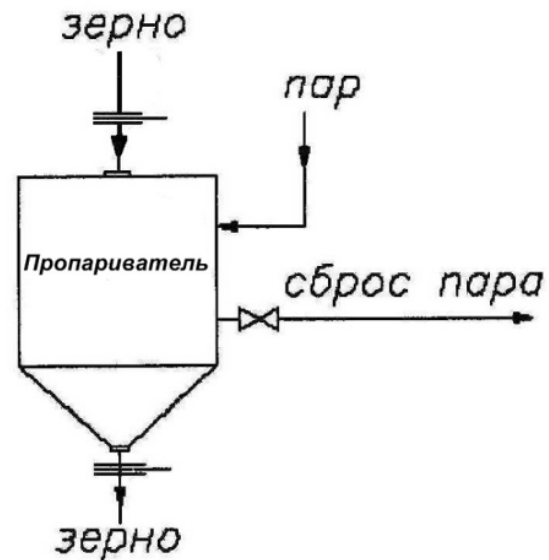 зерно
пар
Пропариватель
сброс пара
зерно